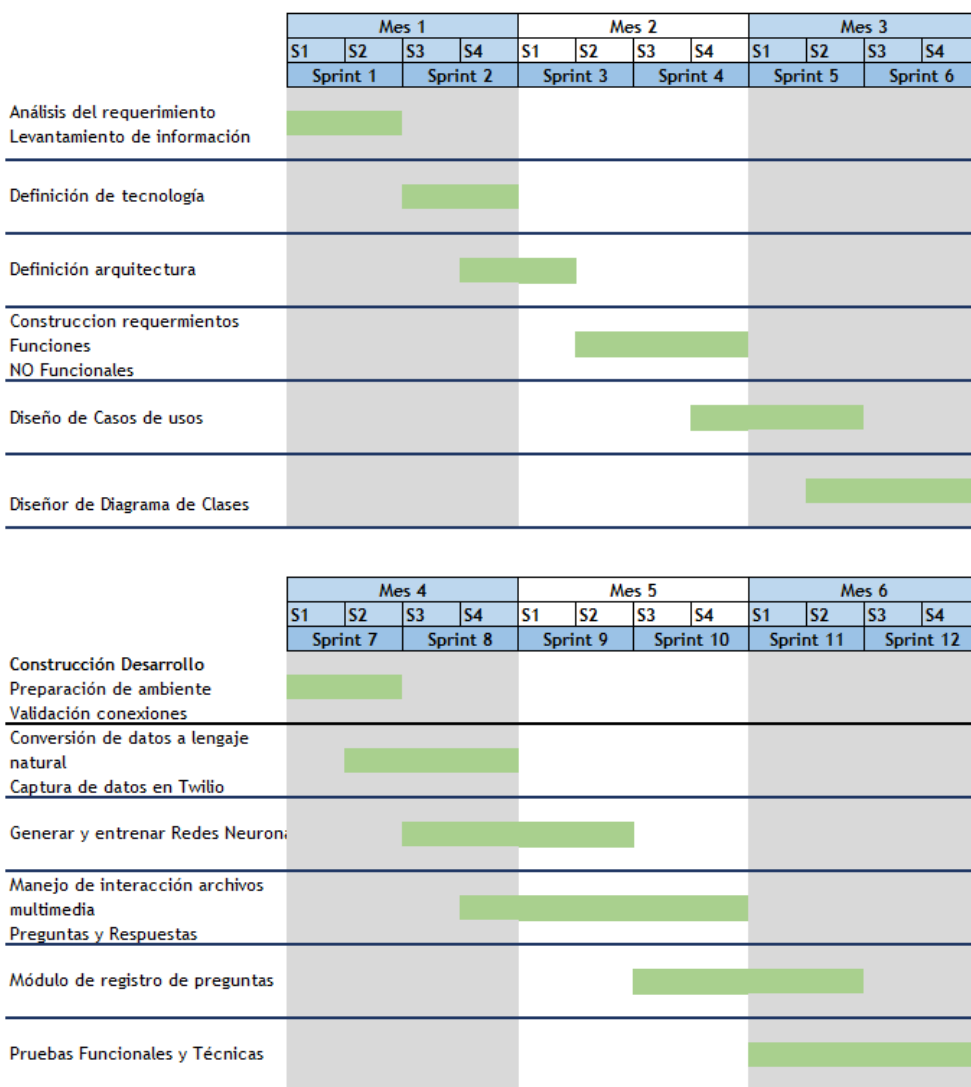 Mes 1 Mes 2 Mes 3
S1 S2 S3 S4 S1 S2 S3 S4 S1 S2 S3 S4
Sprint 1 Sprint 2 Sprint 3 Sprint 4 Sprint 5 Sprint 6
Análisis del requerimiento
Levantamiento de información
Definición de tecnología
Definición arquitectura
Construccion requermientos
Funciones
NO Funcionales
Diseño de Casos de usos
Diseñor de Diagrama de Clases
Mes 4 Mes 5 Mes 6
S1 S2 S3 S4 S1 S2 S3 S4 S1 S2 S3 S4
Sprint 7 Sprint 8 Sprint 9 Sprint 10 Sprint 11 Sprint 12
Construcción Desarrollo
Preparación de ambiente
Validación conexiones
Conversión de datos a lengaje
natural
Captura de datos en Twilio
Generar y entrenar Redes Neurona
Manejo de interacción archivos
multimedia
Preguntas y Respuestas
Módulo de registro de preguntas
Pruebas Funcionales y Técnicas